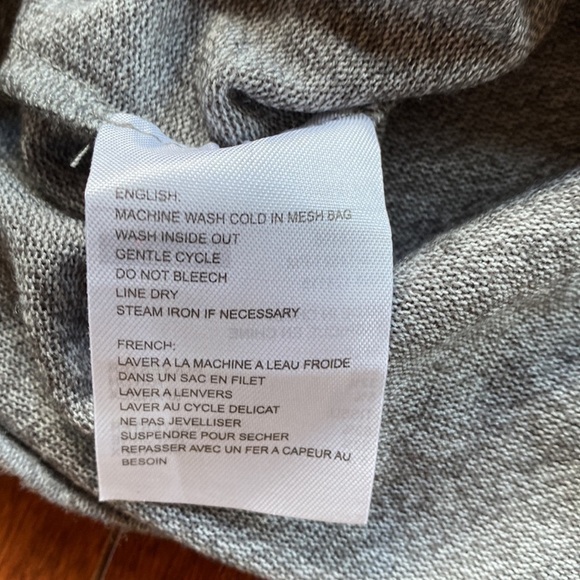 ENGLISH:
MACHINE WASH COLD IN MESH BAG
WASH INSIDE OUT
GENTLE CYCLE
DO NOT BLEECH
LINE DRY
STEAM IRON IF NECESSARY
FRENCH:
LAVER A LA MACHINE A LEAU FROIDE
DANS UN SAC EN FILET
LAVER A LENVERS
LAVER AU CYCLE DELICAT
NE PAS JEVELLISER
SUSPENDRE POUR SECHER
REPASSER AVEC UN FER A CAPEUR AU
BESOIN